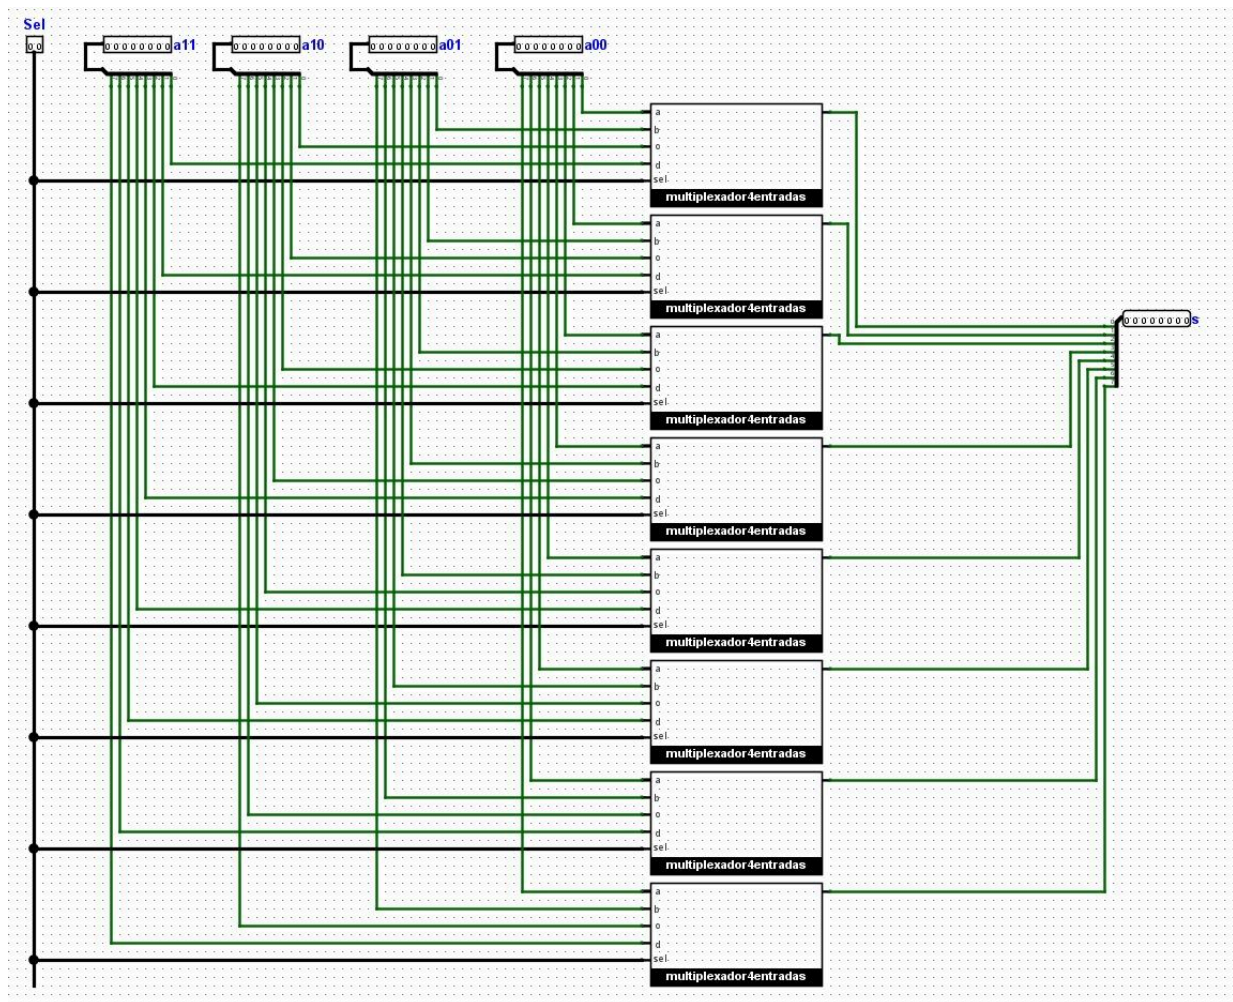 Sel
00 00000000 a11 00000000 a10 00000000 a01 00000000 a00
a
b
c
d
sel
multiplexador4entradas
a
b
c
d
sel
multiplexador4entradas
00000000 s
a
b
c
d
sel
multiplexador4entradas
a
b
c
d
sel
multiplexador4entradas
a
b
c
d
sel
multiplexador4entradas
a
b
c
d
sel
multiplexador4entradas
a
b
c
d
sel
multiplexador4entradas
a
b
c
d
sel
multiplexador4entradas